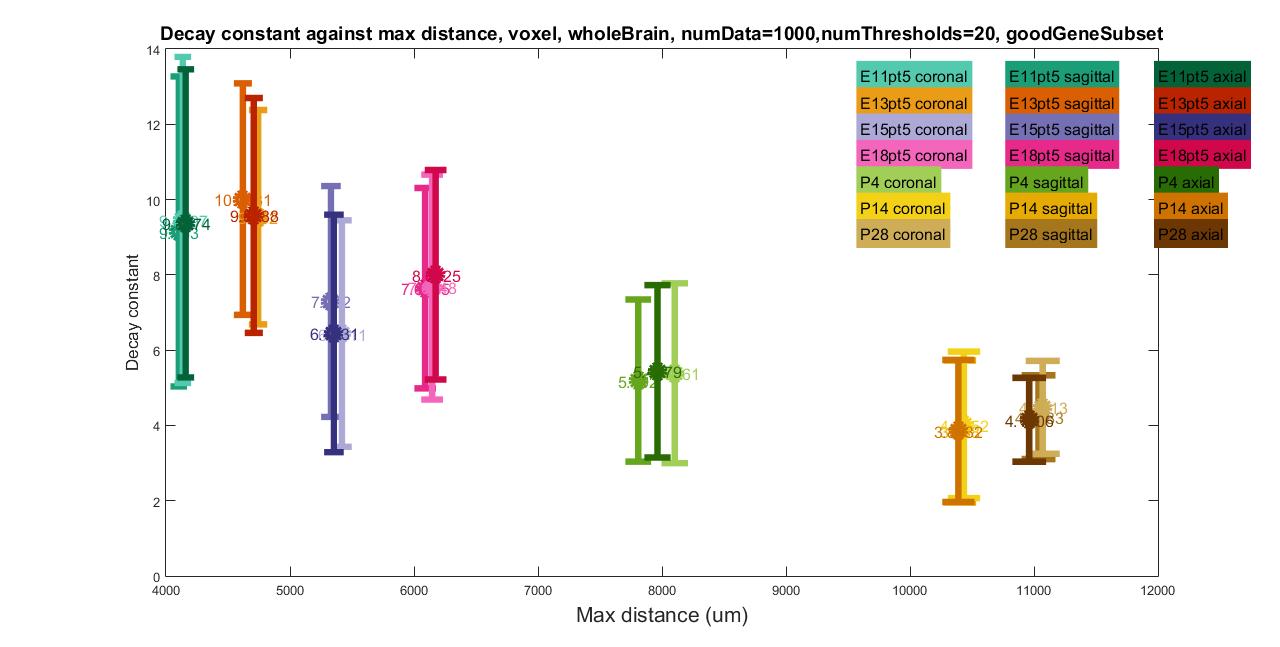 Decay constant against max distance, voxel, wholeBrain, numData=1000,numThresholds=20, goodGeneSubset
14
12
10
8
6
4
2
0
Decay constant
E11pt5 coronal E11pt5 sagittal E11pt5 axial
E13pt5 coronal E13pt5 sagittal E13pt5 axial
E15pt5 coronal E15pt5 sagittal E15pt5 axial
E18pt5 coronal E18pt5 sagittal E18pt5 axial
P4 coronal P4 sagittal P4 axial
P14 coronal P14 sagittal P14 axial
P28 coronal P28 sagittal P28 axial
4000 5000 6000 7000 8000 9000 10000 11000 12000
Max distance (um)